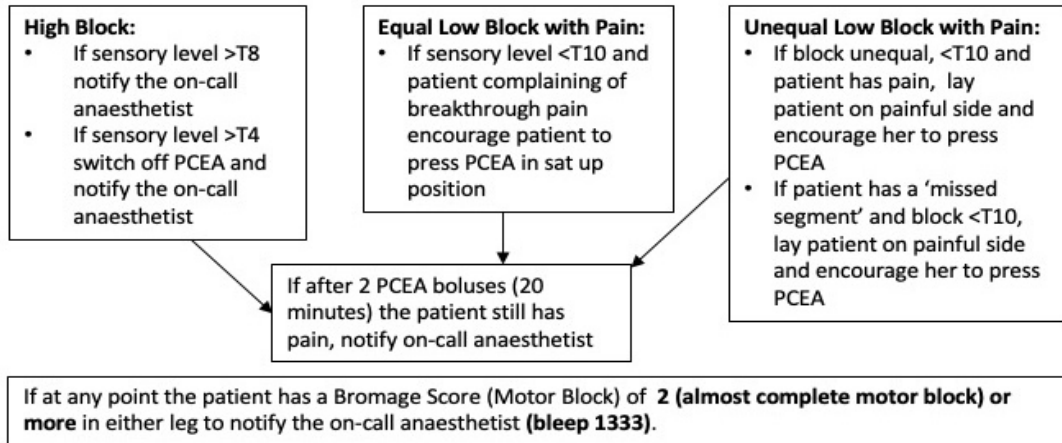 High Block:
• If sensory level >T8
notify the on-call
anaesthetist
• If sensory level >T4
switch off PCEA and
notify the on-call
anaesthetist
Equal Low Block with Pain:
• If sensory level <T10 and
patient complaining of
breakthrough pain
encourage patient to
press PCEA in sat up
position
Unequal Low Block with Pain:
• If block unequal, <T10 and
patient has pain, lay
patient on painful side and
encourage her to press
PCEA
• If patient has a ‘missed
segment’ and block <T10,
lay patient on painful side
and encourage her to press
PCEA
If after 2 PCEA boluses (20
minutes) the patient still has
pain, notify on-call anaesthetist
If at any point the patient has a Bromage Score (Motor Block) of 2 (almost complete motor block) or
more in either leg to notify the on-call anaesthetist (bleep 1333).